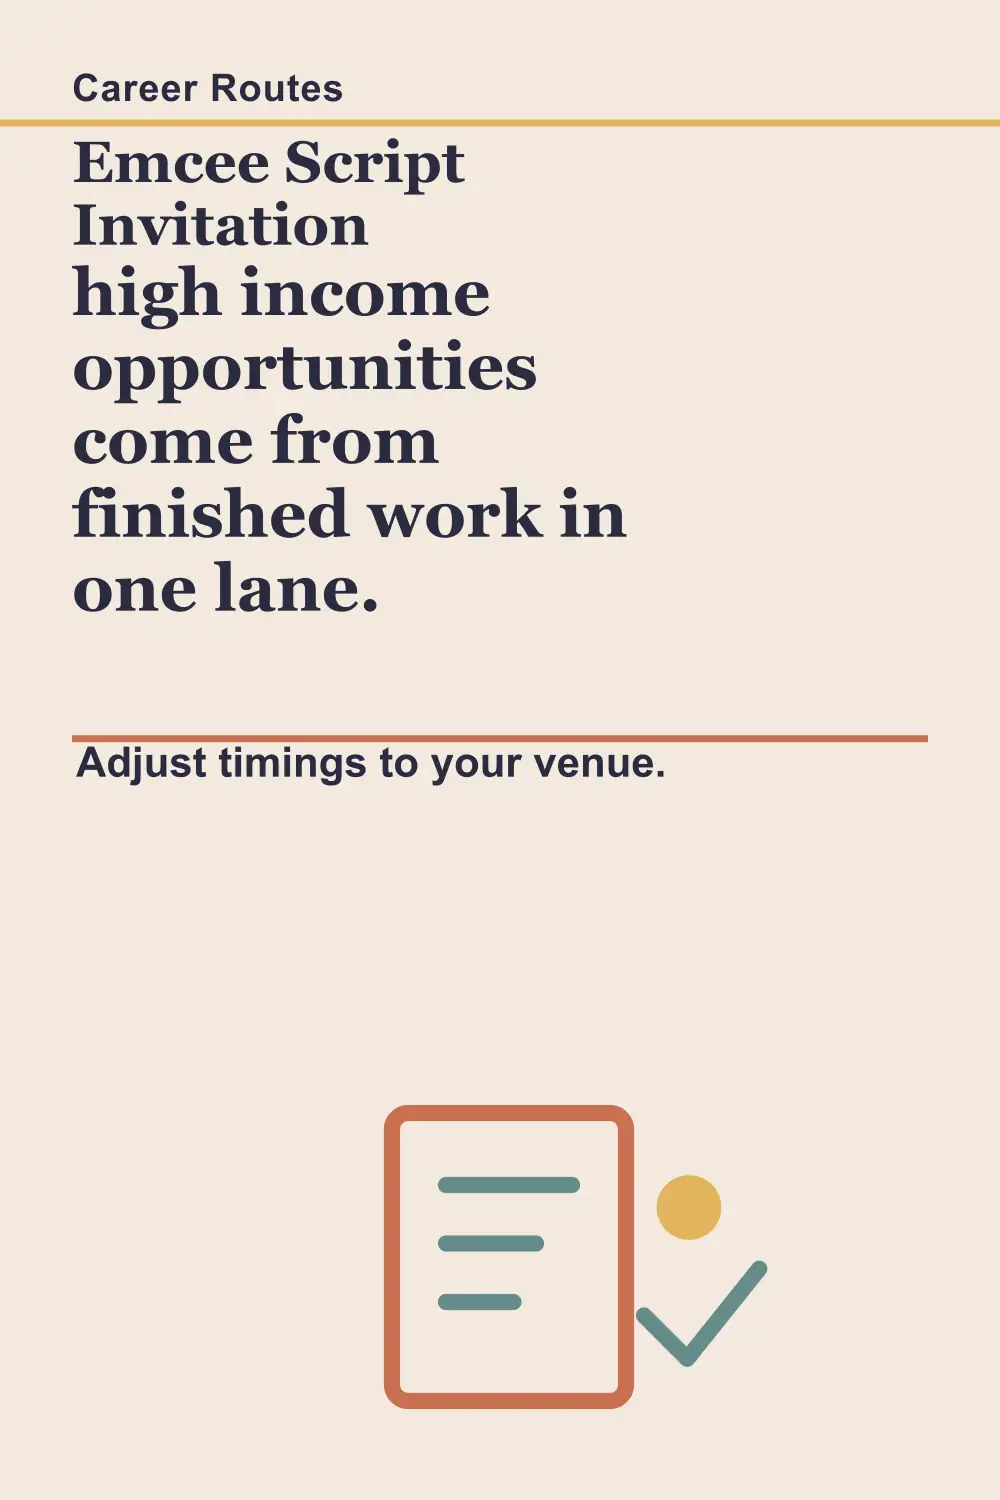 Career Routes
Emcee Script
Invitation
high income
opportunities
come from
finished work in
one lane.
Adjust timings to your venue.